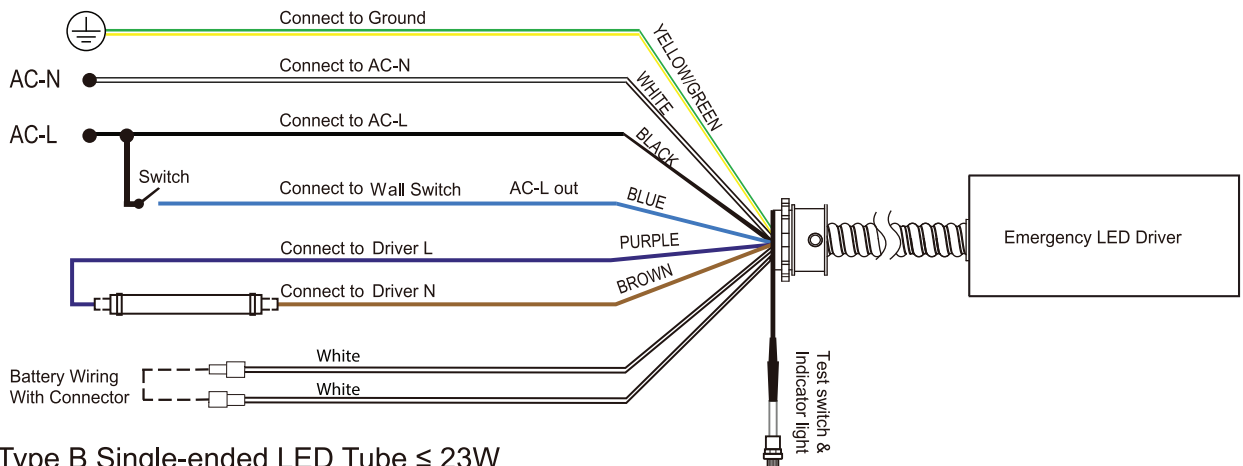 Connect to Ground
YELLOW/GREEN
AC-N
Connect to AC-N
WHITE
AC-L
Connect to AC-L
BLACK
Switch
Connect to Wall Switch
AC-L out
BLUE
Connect to Driver L
PURPLE
Emergency LED Driver
Connect to Driver N
BROWN
Battery Wiring
With Connector
White
White
Test switch &
Indicator light
Type B Single-ended LED Tube ≤ 23W